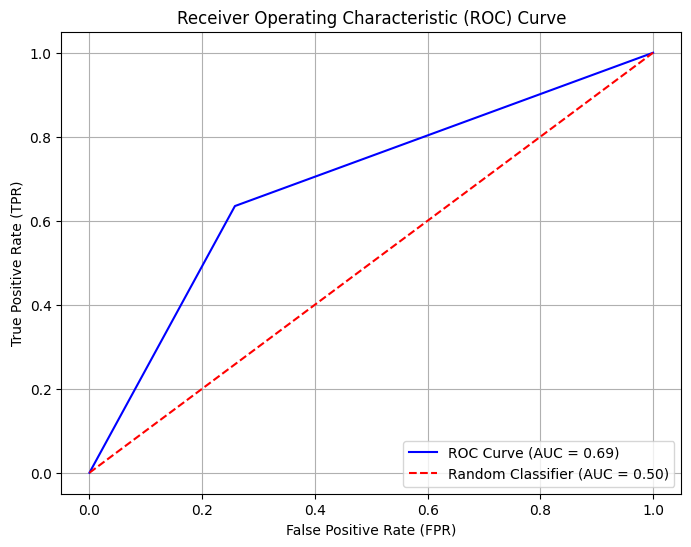 Receiver Operating Characteristic (ROC) Curve
1.0
0.8
0.6
0.4
0.2
0.0
True Positive Rate (TPR)
ROC Curve (AUC = 0.69)
Random Classifier (AUC = 0.50)
0.0 0.2 0.4 0.6 0.8 1.0
False Positive Rate (FPR)